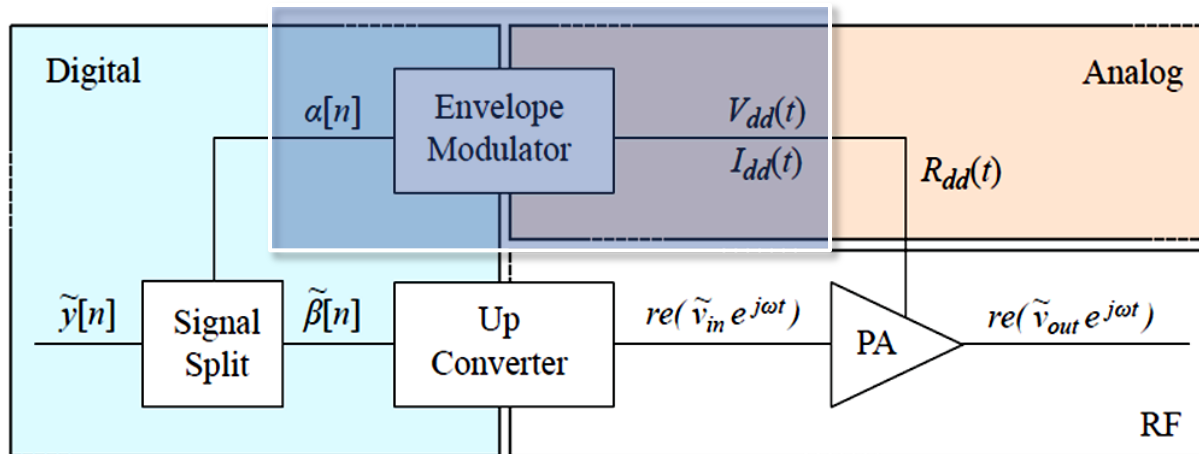 Digital
Analog
α[n]
Envelope
Modulator
V_dd(t)
I_dd(t)
R_dd(t)
ỹ[n]
Signal
Split
β̃[n]
Up
Converter
re(ṽ_in e^{jωt})
PA
re(ṽ_out e^{jωt})
RF